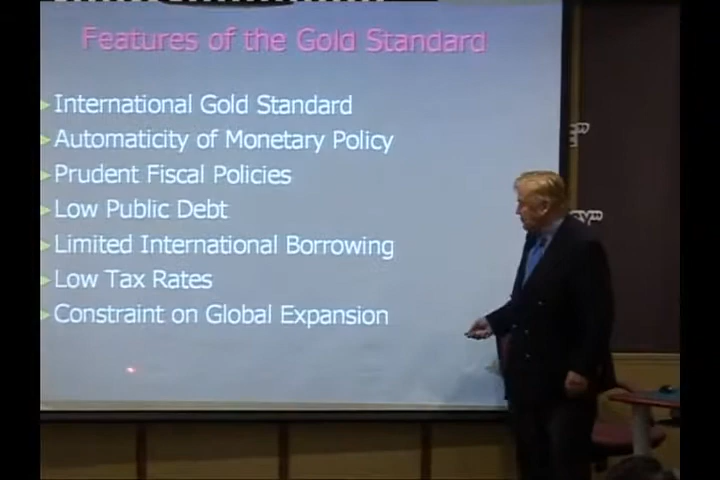 Features of the Gold Standard
International Gold Standard
Automaticity of Monetary Policy
Prudent Fiscal Policies
Low Public Debt
Limited International Borrowing
Low Tax Rates
Constraint on Global Expansion